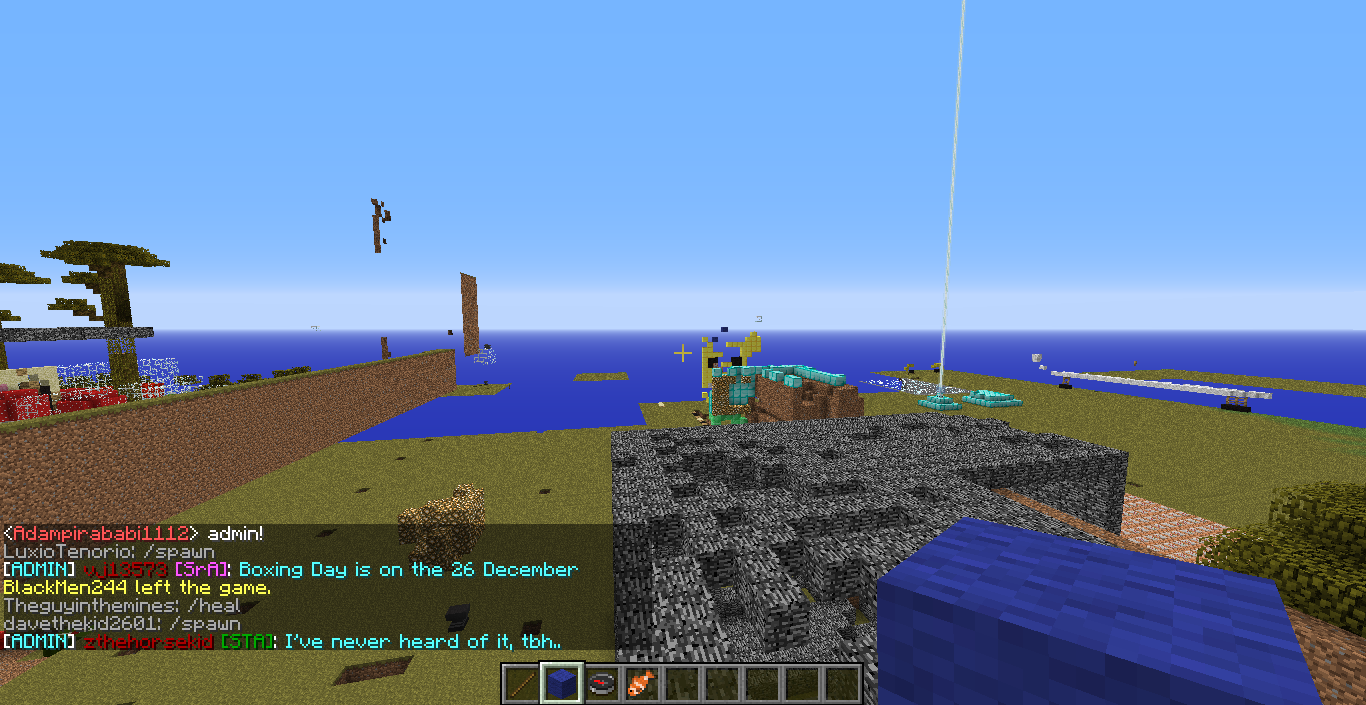 <Adampirababi1112> admin!
LuxioTenorio: /spawn
[ADMIN] vj13573 [SrA]: Boxing Day is on the 26 December
BlackMen244 left the game.
Theguyinthemines: /heal
davethekid2601: /spawn
[ADMIN] zfhehorsekid [STA]: I've never heard of it, tbh..